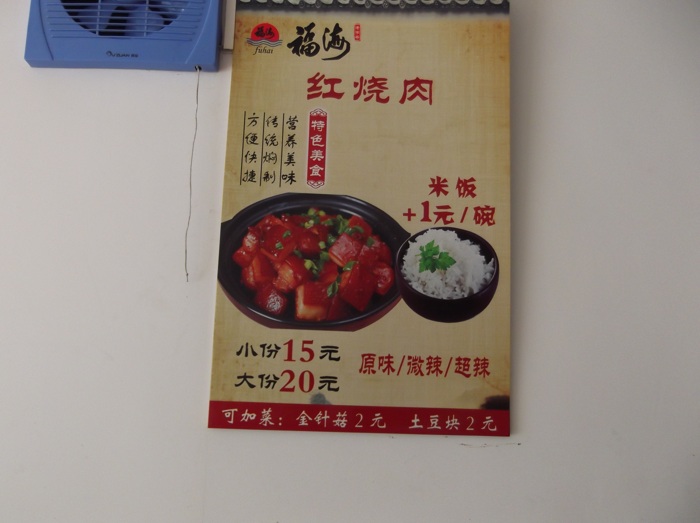 福海
fuhai
福海
红烧肉
特色美食
营养美味
传统焖制
方便快捷
米饭
+1元/碗
小份15元
大份20元
原味/微辣/超辣
可加菜：金针菇2元 土豆块2元